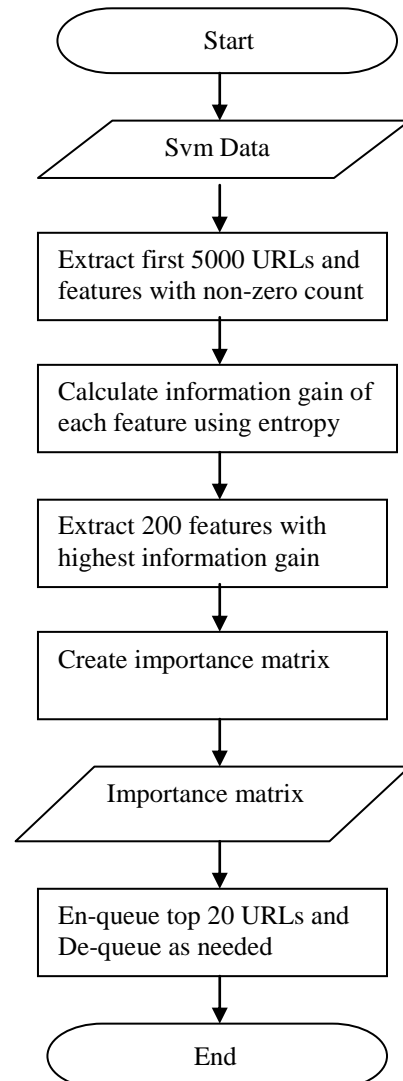 Start
Svm Data
Extract first 5000 URLs and
features with non-zero count
Calculate information gain of
each feature using entropy
Extract 200 features with
highest information gain
Create importance matrix
Importance matrix
En-queue top 20 URLs and
De-queue as needed
End